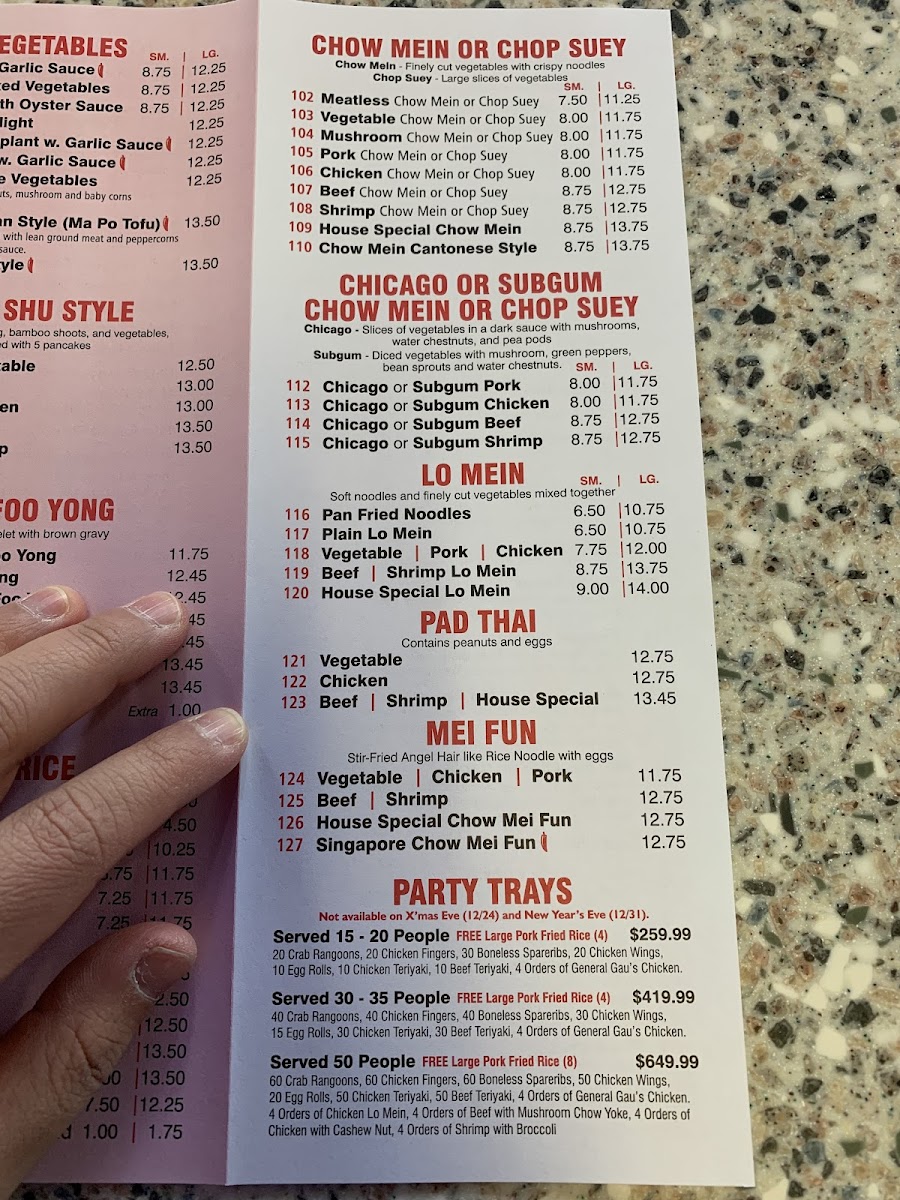 EGETABLES
SM. | LG.
Garlic Sauce 8.75 | 12.25
ed Vegetables 8.75 | 12.25
th Oyster Sauce 8.75 | 12.25
light 12.25
plant w. Garlic Sauce 12.25
w. Garlic Sauce 12.25
e Vegetables 12.25
uts, mushroom and baby corns
an Style (Ma Po Tofu) 13.50
with lean ground meat and peppercorns
sauce.
yle 13.50
SHU STYLE
g, bamboo shoots, and vegetables,
ed with 5 pancakes
table 12.50
13.00
en 13.00
13.50
p 13.50
FOO YONG
elet with brown gravy
oo Yong 11.75
ng 12.45
2.45
45
.45
13.45
13.45
Extra 1.00
RICE
4.50
|10.25
.75 |11.75
7.25 |11.75
7.25
2.50
|12.50
|13.50
00 |13.50
7.50 |12.25
d 1.00 | 1.75
CHOW MEIN OR CHOP SUEY
Chow Mein - Finely cut vegetables with crispy noodles
Chop Suey - Large slices of vegetables
SM. | LG.
102 Meatless Chow Mein or Chop Suey 7.50 |11.25
103 Vegetable Chow Mein or Chop Suey 8.00 |11.75
104 Mushroom Chow Mein or Chop Suey 8.00 |11.75
105 Pork Chow Mein or Chop Suey 8.00 |11.75
106 Chicken Chow Mein or Chop Suey 8.00 |11.75
107 Beef Chow Mein or Chop Suey 8.75 |12.75
108 Shrimp Chow Mein or Chop Suey 8.75 |12.75
109 House Special Chow Mein 8.75 |13.75
110 Chow Mein Cantonese Style 8.75 |13.75
CHICAGO OR SUBGUM
CHOW MEIN OR CHOP SUEY
Chicago - Slices of vegetables in a dark sauce with mushrooms,
water chestnuts, and pea pods
Subgum - Diced vegetables with mushroom, green peppers,
bean sprouts and water chestnuts. SM. | LG.
112 Chicago or Subgum Pork 8.00 |11.75
113 Chicago or Subgum Chicken 8.00 |11.75
114 Chicago or Subgum Beef 8.75 |12.75
115 Chicago or Subgum Shrimp 8.75 |12.75
LO MEIN
SM. | LG.
Soft noodles and finely cut vegetables mixed together
116 Pan Fried Noodles 6.50 |10.75
117 Plain Lo Mein 6.50 |10.75
118 Vegetable | Pork | Chicken 7.75 |12.00
119 Beef | Shrimp Lo Mein 8.75 |13.75
120 House Special Lo Mein 9.00 |14.00
PAD THAI
Contains peanuts and eggs
121 Vegetable 12.75
122 Chicken 12.75
123 Beef | Shrimp | House Special 13.45
MEI FUN
Stir-Fried Angel Hair like Rice Noodle with eggs
124 Vegetable | Chicken | Pork 11.75
125 Beef | Shrimp 12.75
126 House Special Chow Mei Fun 12.75
127 Singapore Chow Mei Fun 12.75
PARTY TRAYS
Not available on X'mas Eve (12/24) and New Year's Eve (12/31).
Served 15 - 20 People FREE Large Pork Fried Rice (4) $259.99
20 Crab Rangoons, 20 Chicken Fingers, 30 Boneless Spareribs, 20 Chicken Wings,
10 Egg Rolls, 10 Chicken Teriyaki, 10 Beef Teriyaki, 4 Orders of General Gau's Chicken.
Served 30 - 35 People FREE Large Pork Fried Rice (4) $419.99
40 Crab Rangoons, 40 Chicken Fingers, 40 Boneless Spareribs, 30 Chicken Wings,
15 Egg Rolls, 30 Chicken Teriyaki, 30 Beef Teriyaki, 4 Orders of General Gau's Chicken.
Served 50 People FREE Large Pork Fried Rice (8) $649.99
60 Crab Rangoons, 60 Chicken Fingers, 60 Boneless Spareribs, 50 Chicken Wings,
20 Egg Rolls, 50 Chicken Teriyaki, 50 Beef Teriyaki, 4 Orders of General Gau's Chicken.
4 Orders of Chicken Lo Mein, 4 Orders of Beef with Mushroom Chow Yoke, 4 Orders of
Chicken with Cashew Nut, 4 Orders of Shrimp with Broccoli